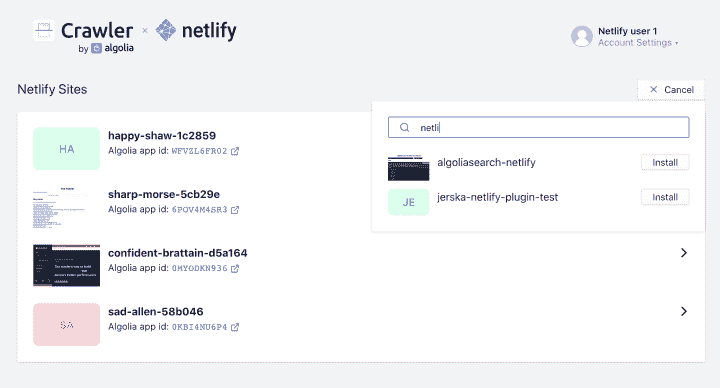 Crawler × netlify
by algolia
Netlify user 1
Account Settings
Netlify Sites
× Cancel
HA
happy-shaw-1c2859
Algolia app id: WFVZL6FR02
sharp-morse-5cb29e
Algolia app id: 6POV4M4SR3
confident-brattain-d5a164
Algolia app id: 0MYODKN936
SA
sad-allen-58b046
Algolia app id: 0KBI4NU6P4
netli
algoliasearch-netlify
Install
JE
jerska-netlify-plugin-test
Install